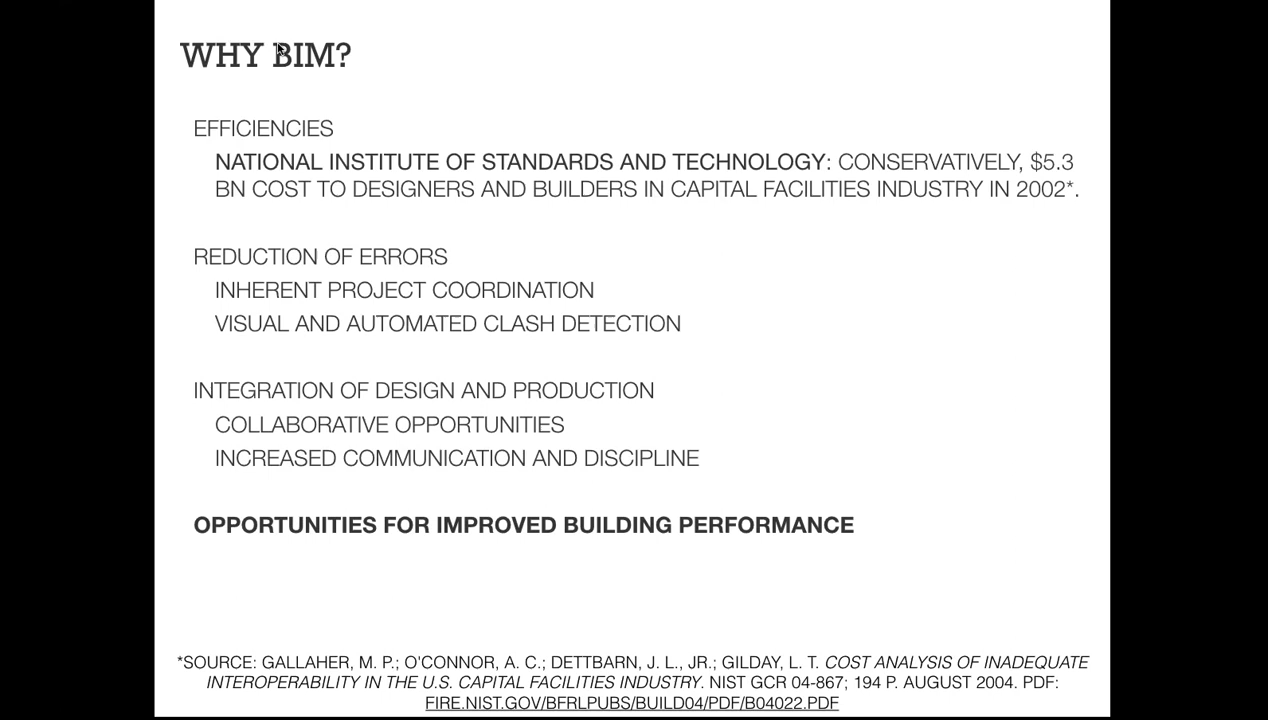 WHY BIM?
EFFICIENCIES
NATIONAL INSTITUTE OF STANDARDS AND TECHNOLOGY: CONSERVATIVELY, $5.3
BN COST TO DESIGNERS AND BUILDERS IN CAPITAL FACILITIES INDUSTRY IN 2002*.
REDUCTION OF ERRORS
INHERENT PROJECT COORDINATION
VISUAL AND AUTOMATED CLASH DETECTION
INTEGRATION OF DESIGN AND PRODUCTION
COLLABORATIVE OPPORTUNITIES
INCREASED COMMUNICATION AND DISCIPLINE
OPPORTUNITIES FOR IMPROVED BUILDING PERFORMANCE
*SOURCE: GALLAHER, M. P.; O'CONNOR, A. C.; DETTBARN, J. L., JR.; GILDAY, L. T. COST ANALYSIS OF INADEQUATE
INTEROPERABILITY IN THE U.S. CAPITAL FACILITIES INDUSTRY. NIST GCR 04-867; 194 P. AUGUST 2004. PDF:
FIRE.NIST.GOV/BFRLPUBS/BUILD04/PDF/B04022.PDF